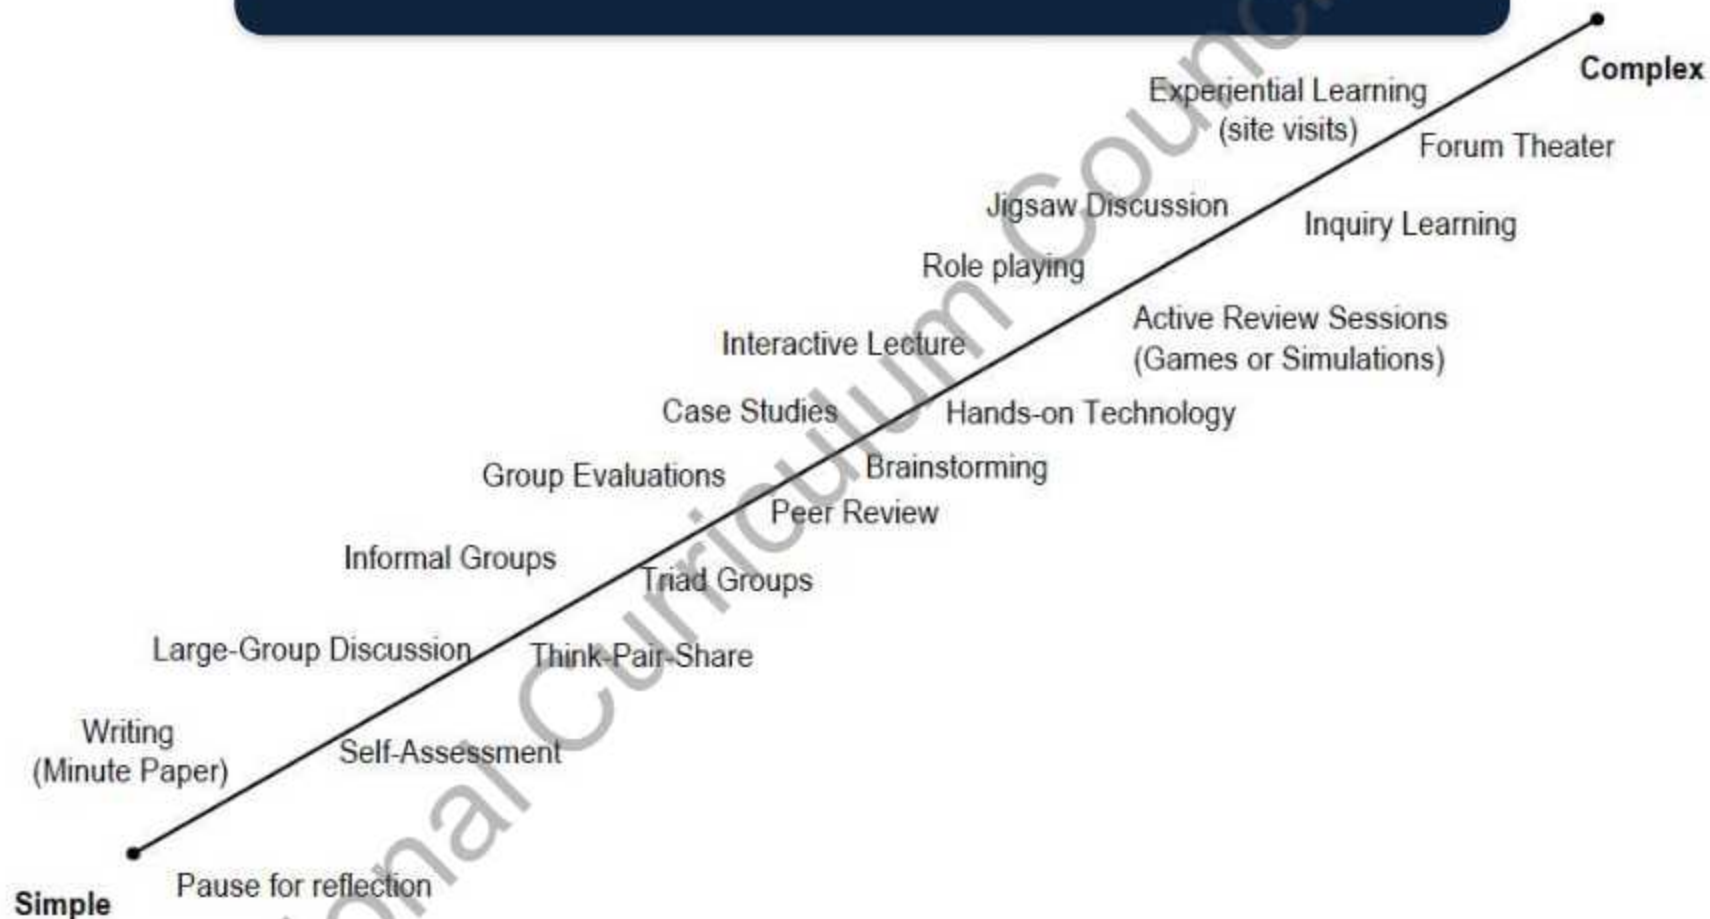 Complex
Experiential Learning
(site visits)
Forum Theater
Jigsaw Discussion
Inquiry Learning
Role playing
Active Review Sessions
(Games or Simulations)
Interactive Lecture
Case Studies
Hands-on Technology
Group Evaluations
Brainstorming
Peer Review
Informal Groups
Triad Groups
Large-Group Discussion
Think-Pair-Share
Writing
(Minute Paper)
Self-Assessment
Pause for reflection
Simple
Curriculum